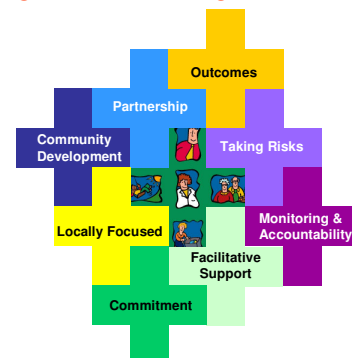 Outcomes
Partnership
Community
Development
Taking Risks
Locally Focused
Monitoring &
Accountability
Facilitative
Support
Commitment